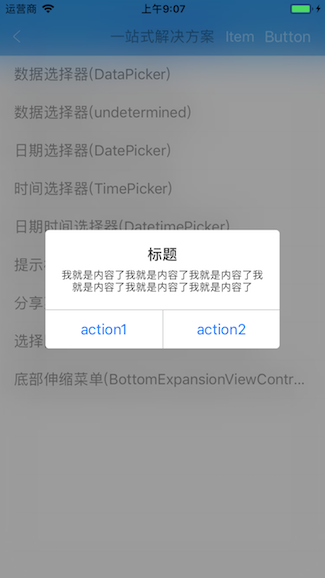 运营商 上午9:07
一站式解决方案 Item Button
数据选择器(DataPicker)
数据选择器(undetermined)
日期选择器(DatePicker)
时间选择器(TimePicker)
日期时间选择器(DatetimePicker)
提示
标题
我就是内容了我就是内容了我就是内容了我
就是内容了我就是内容了我就是内容了
分享
action1 action2
选择
底部伸缩菜单(BottomExpansionViewContr...